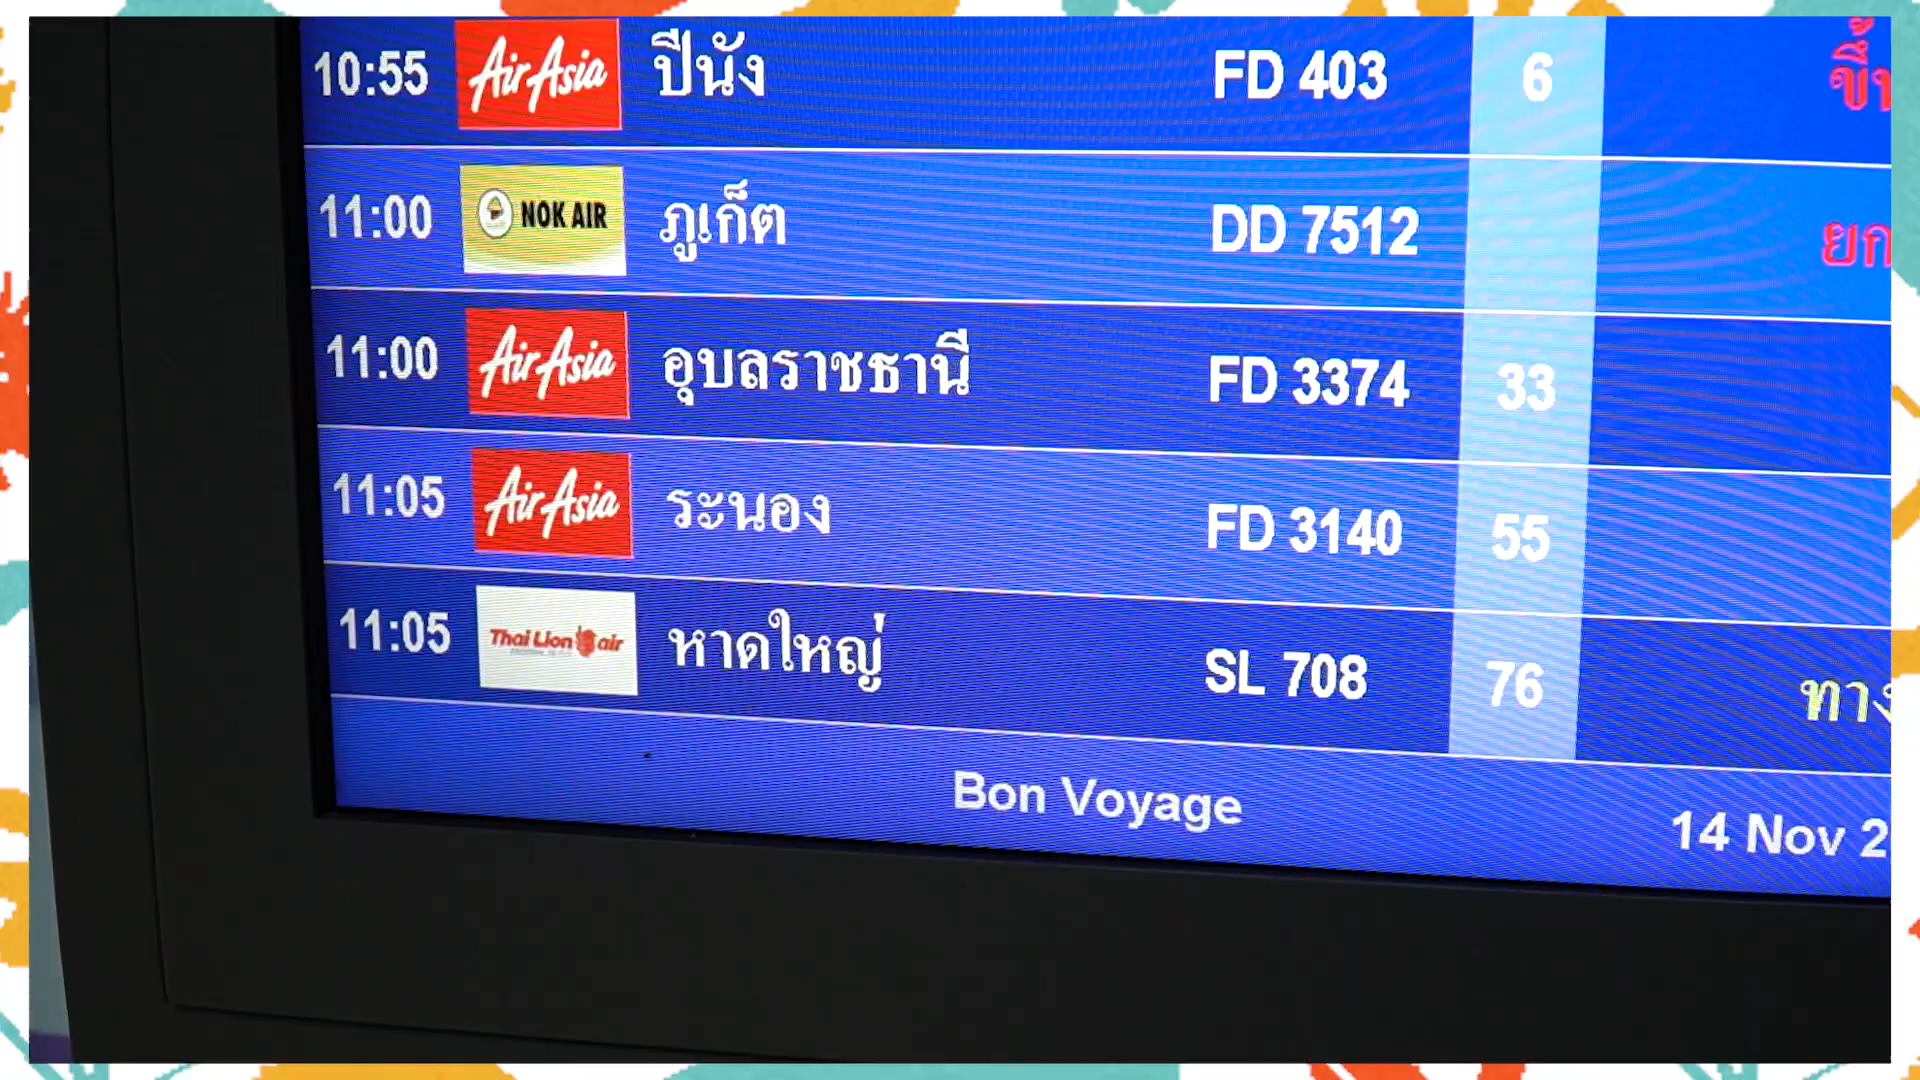 10:55 AirAsia ปีนัง FD 403 6
11:00 NOK AIR ภูเก็ต DD 7512
11:00 AirAsia อุบลราชธานี FD 3374 33
11:05 AirAsia ระนอง FD 3140 55
11:05 Thai Lion air หาดใหญ่ SL 708 76 ทาง
Bon Voyage
14 Nov 2